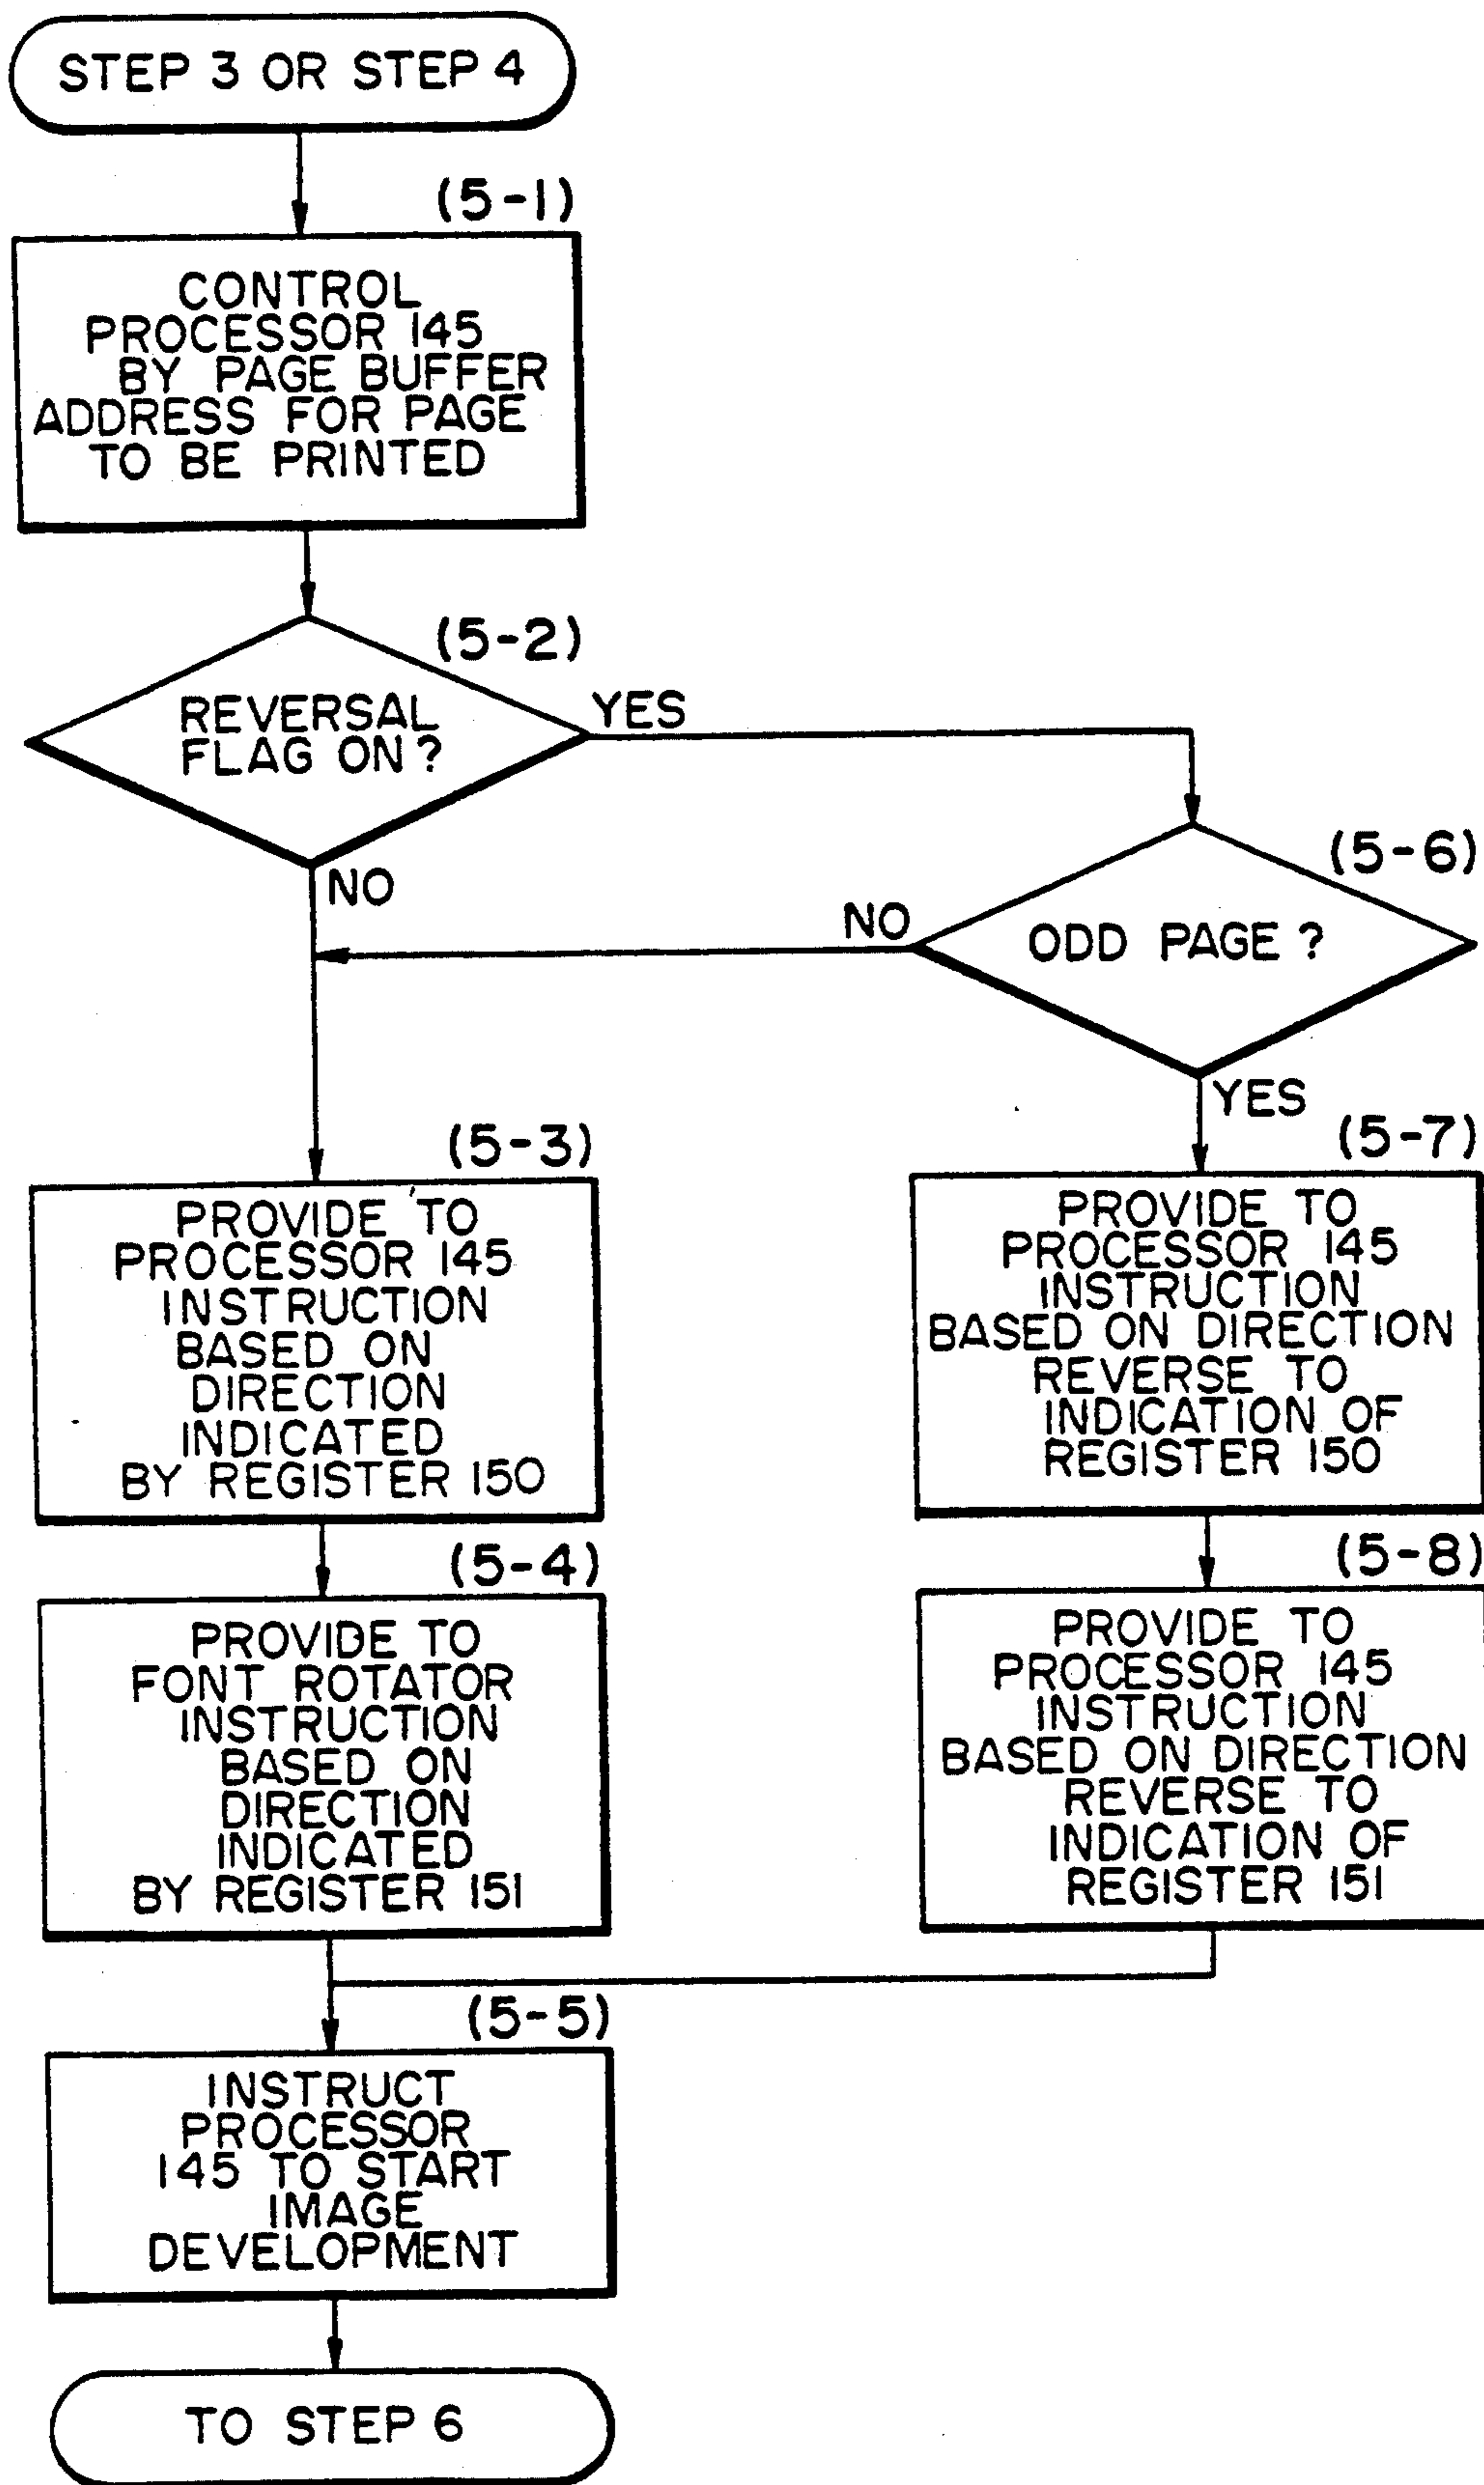 STEP 3 OR STEP 4
(5-1)
CONTROL
PROCESSOR 145
BY PAGE BUFFER
ADDRESS FOR PAGE
TO BE PRINTED
(5-2)
REVERSAL
FLAG ON?
YES
NO
(5-6)
ODD PAGE?
NO
YES
(5-3)
PROVIDE TO
PROCESSOR 145
INSTRUCTION
BASED ON
DIRECTION
INDICATED
BY REGISTER 150
(5-7)
PROVIDE TO
PROCESSOR 145
INSTRUCTION
BASED ON DIRECTION
REVERSE TO
INDICATION OF
REGISTER 150
(5-4)
PROVIDE TO
FONT ROTATOR
INSTRUCTION
BASED ON
DIRECTION
INDICATED
BY REGISTER 151
(5-8)
PROVIDE TO
PROCESSOR 145
INSTRUCTION
BASED ON DIRECTION
REVERSE TO
INDICATION OF
REGISTER 151
(5-5)
INSTRUCT
PROCESSOR
145 TO START
IMAGE
DEVELOPMENT
TO STEP 6